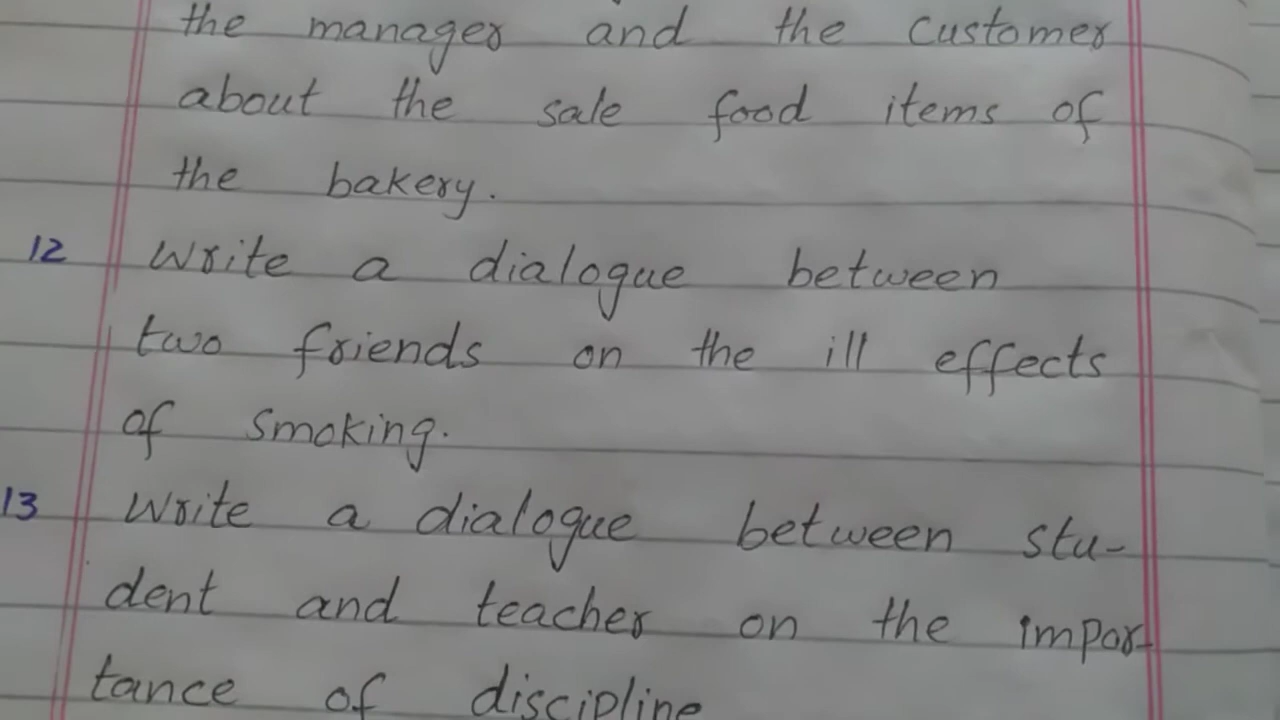 the manager and the customer
about the sale food items of
the bakery.
12 Write a dialogue between
two friends on the ill effects
of smoking.
13 Write a dialogue between stu-
dent and teacher on the impor-
tance of discipline